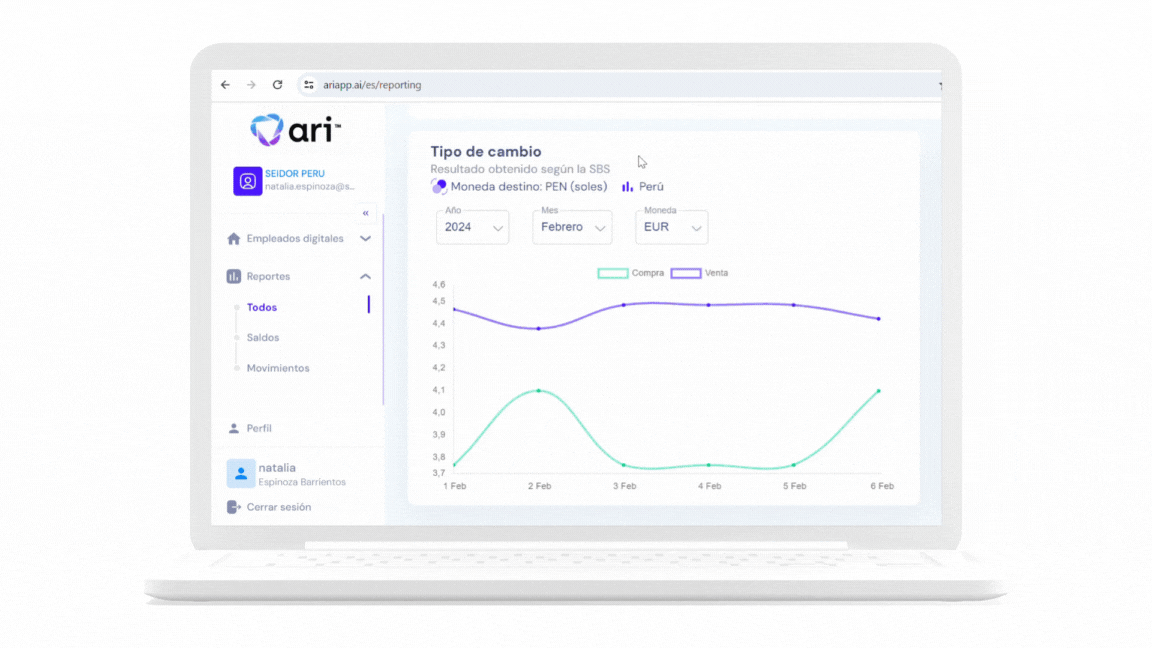 ariapp.ai/es/reporting
ari™
SEIDOR PERU
natalia.espinoza@s...
«
Empleados digitales
Reportes
Todos
Saldos
Movimientos
Perfil
natalia
Espinoza Barrientos
Cerrar sesión
Tipo de cambio
Resultado obtenido según la SBS
Moneda destino: PEN (soles) Perú
Año Mes Moneda
2024 Febrero EUR
Compra Venta
4,6
4,5
4,4
4,3
4,2
4,1
4,0
3,9
3,8
3,7
1 Feb 2 Feb 3 Feb 4 Feb 5 Feb 6 Feb